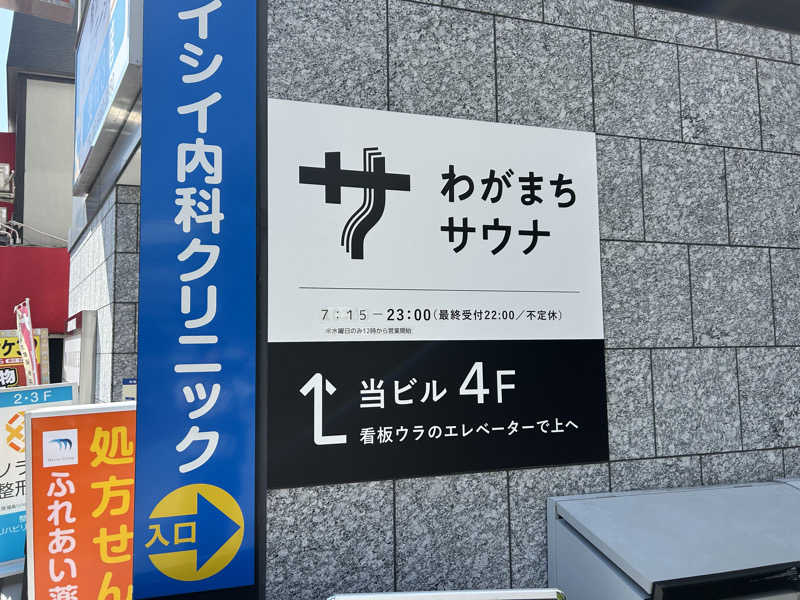 イシイ内科クリニック
入口
サ
わがまち
サウナ
7:15-23:00(最終受付22:00/不定休)
※水曜日のみ12時から営業開始
当ビル 4F
看板ウラのエレベーターで上へ
2・3F
処方せん
ふれあい薬